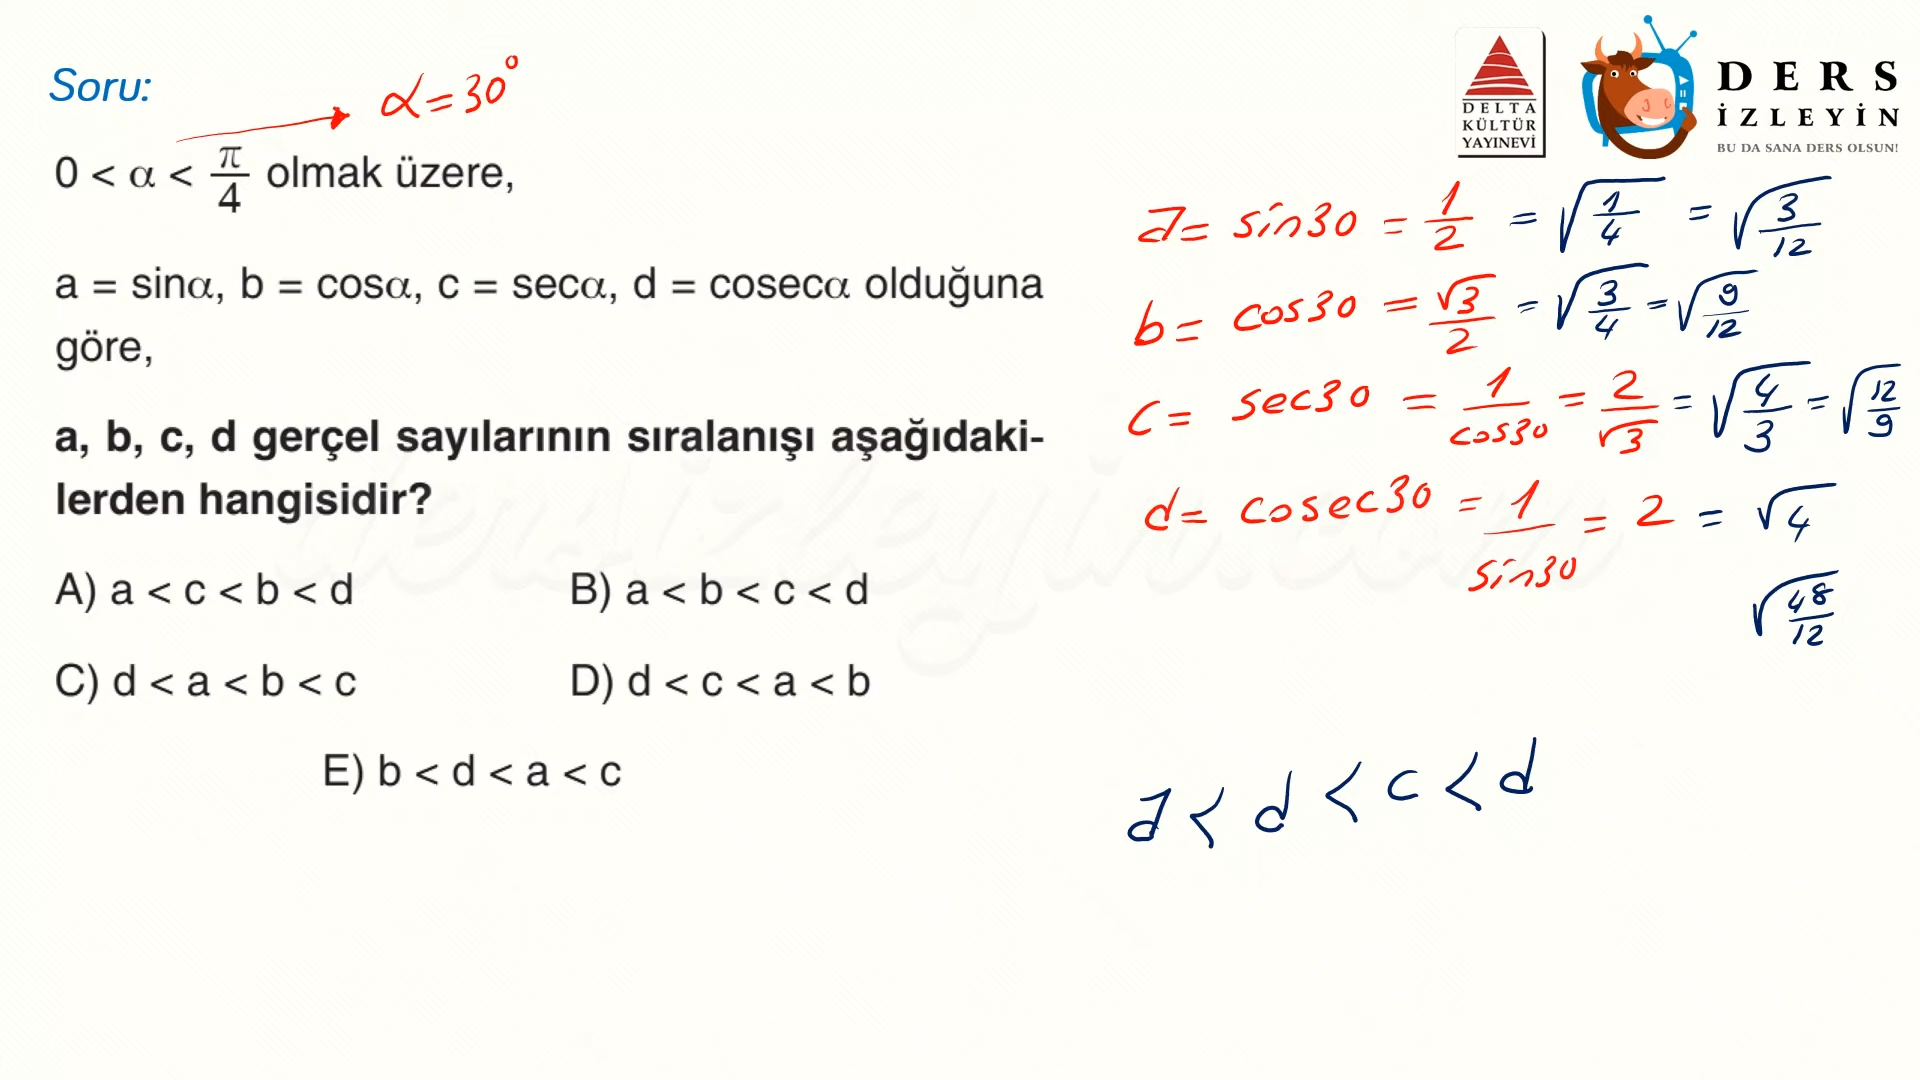 Soru:
α = 30°
0 < α < π/4 olmak üzere,
a = sinα, b = cosα, c = secα, d = cosecα olduğuna
göre,
a, b, c, d gerçel sayılarının sıralanışı aşağıdaki-
lerden hangisidir?
A) a < c < b < d
B) a < b < c < d
C) d < a < b < c
D) d < c < a < b
E) b < d < a < c
DELTA
KÜLTÜR
YAYINEVİ
DERS
İZLEYİN
BU DA SANA DERS OLSUN!
a = sin30 = 1/2 = √(1/4) = √(3/12)
b = cos30 = √3/2 = √(3/4) = √(9/12)
c = sec30 = 1/cos30 = 2/√3 = √(4/3) = √(12/9)
d = cosec30 = 1/sin30 = 2 = √4
√(48/12)
a < d < c < d
dersizleyin.com